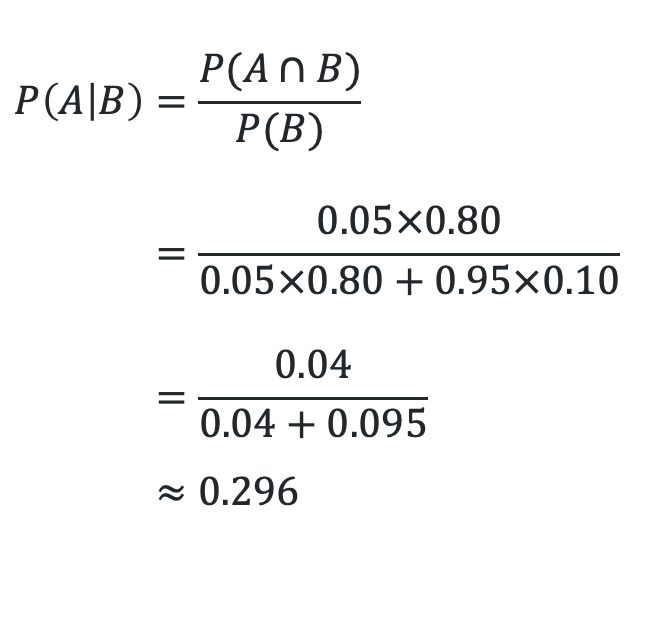 P(A|B) = P(A ∩ B) / P(B)
= 0.05×0.80 / 0.05×0.80 + 0.95×0.10
= 0.04 / 0.04 + 0.095
≈ 0.296